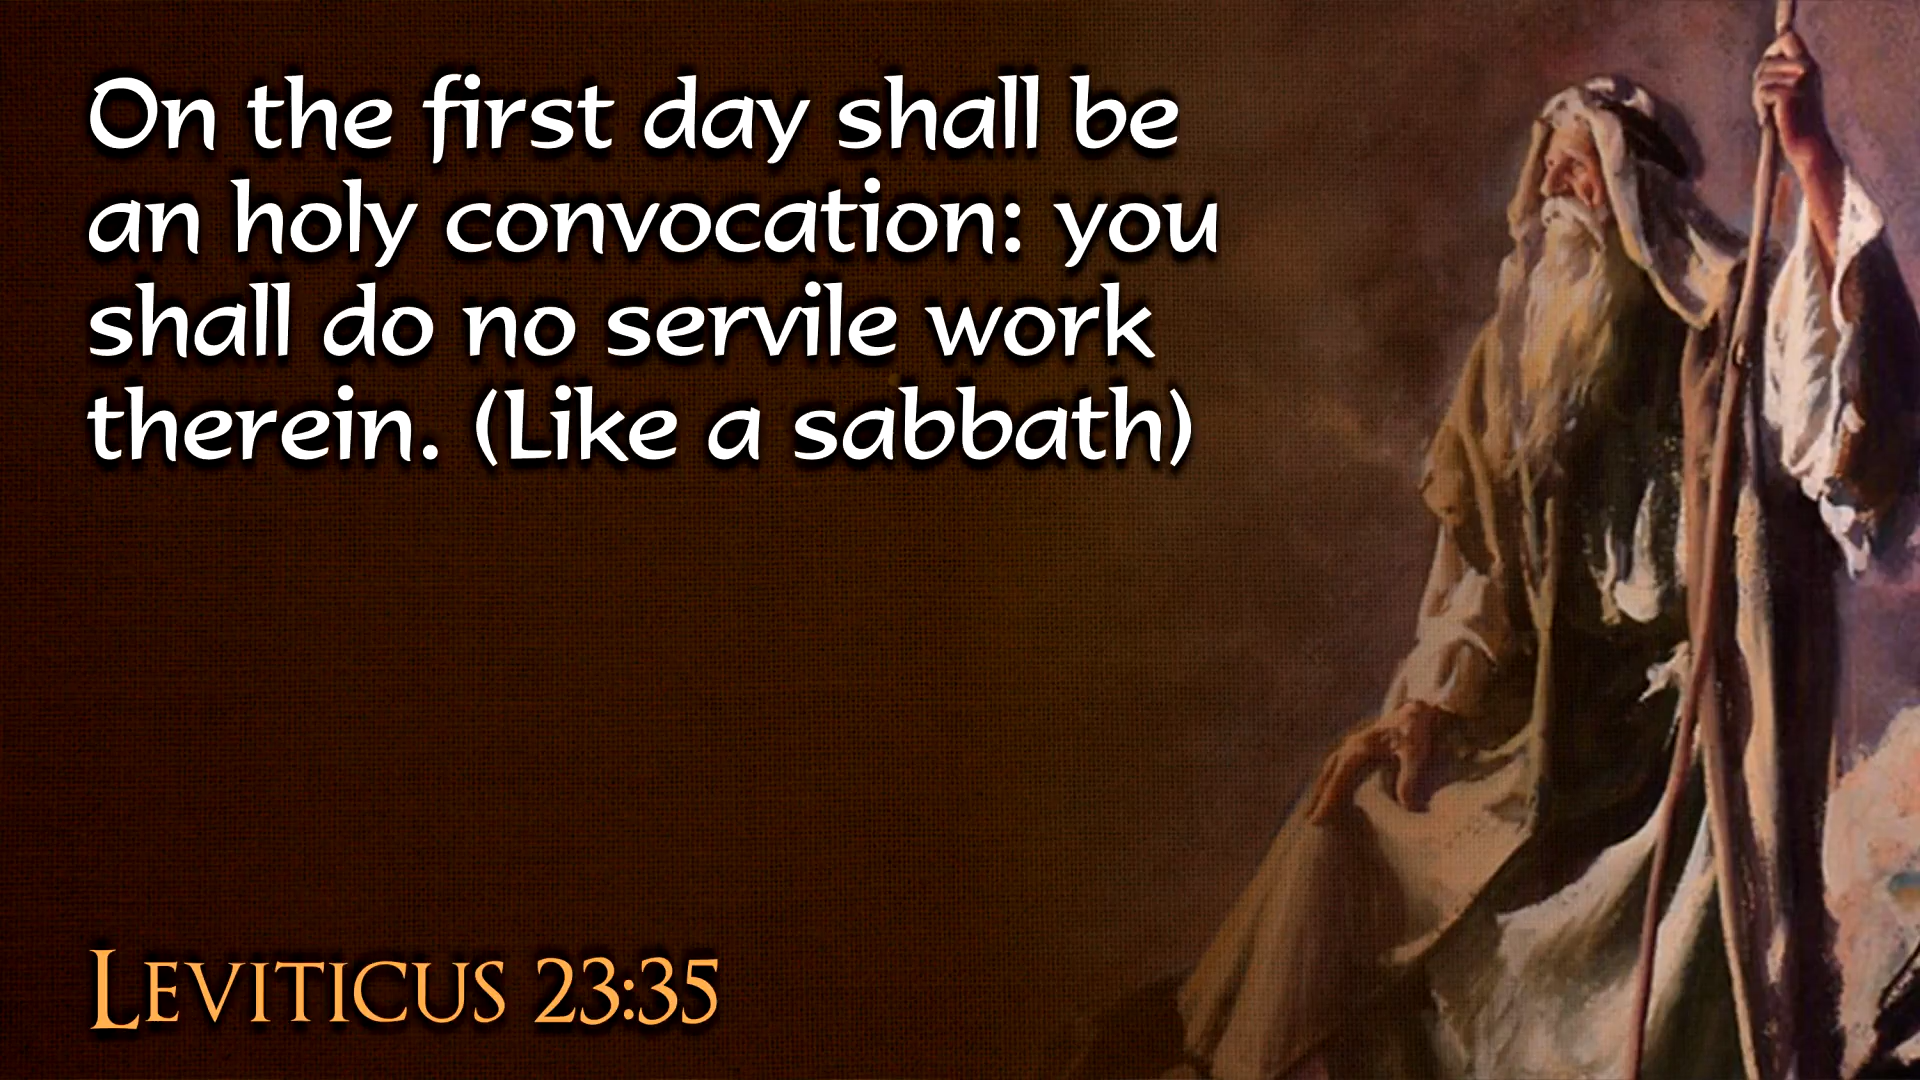 On the first day shall be
an holy convocation: you
shall do no servile work
therein. (Like a sabbath)
Leviticus 23:35